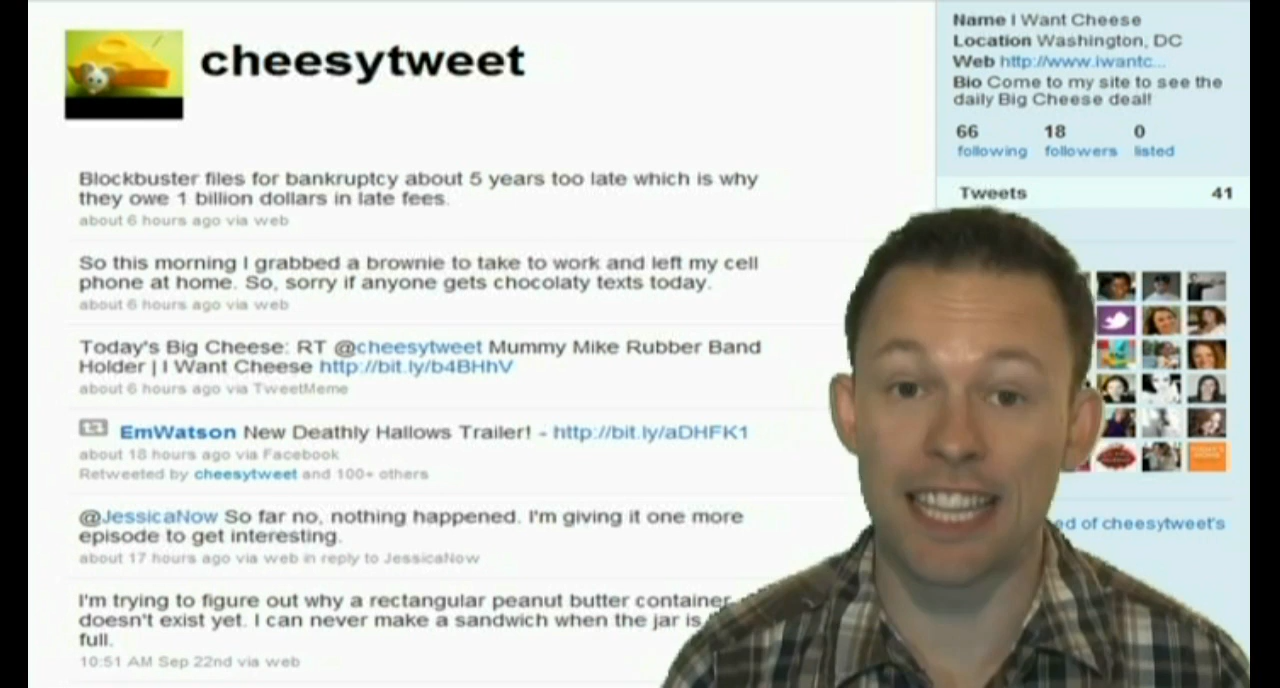 cheesytweet
Name I Want Cheese
Location Washington, DC
Web http://www.iwantc...
Bio Come to my site to see the
daily Big Cheese deal!
66 18 0
following followers listed
Tweets 41
Blockbuster files for bankruptcy about 5 years too late which is why
they owe 1 billion dollars in late fees.
about 6 hours ago via web
So this morning I grabbed a brownie to take to work and left my cell
phone at home. So, sorry if anyone gets chocolaty texts today.
about 6 hours ago via web
Today's Big Cheese: RT @cheesytweet Mummy Mike Rubber Band
Holder | I Want Cheese http://bit.ly/b4BHhV
about 6 hours ago via TweetMeme
EmWatson New Deathly Hallows Trailer! - http://bit.ly/aDHFK1
about 18 hours ago via Facebook
Retweeted by cheesytweet and 100+ others
@JessicaNow So far no, nothing happened. I'm giving it one more
episode to get interesting.
about 17 hours ago via web in reply to JessicaNow
I'm trying to figure out why a rectangular peanut butter container
doesn't exist yet. I can never make a sandwich when the jar is
full.
10:51 AM Sep 22nd via web
of cheesytweet's